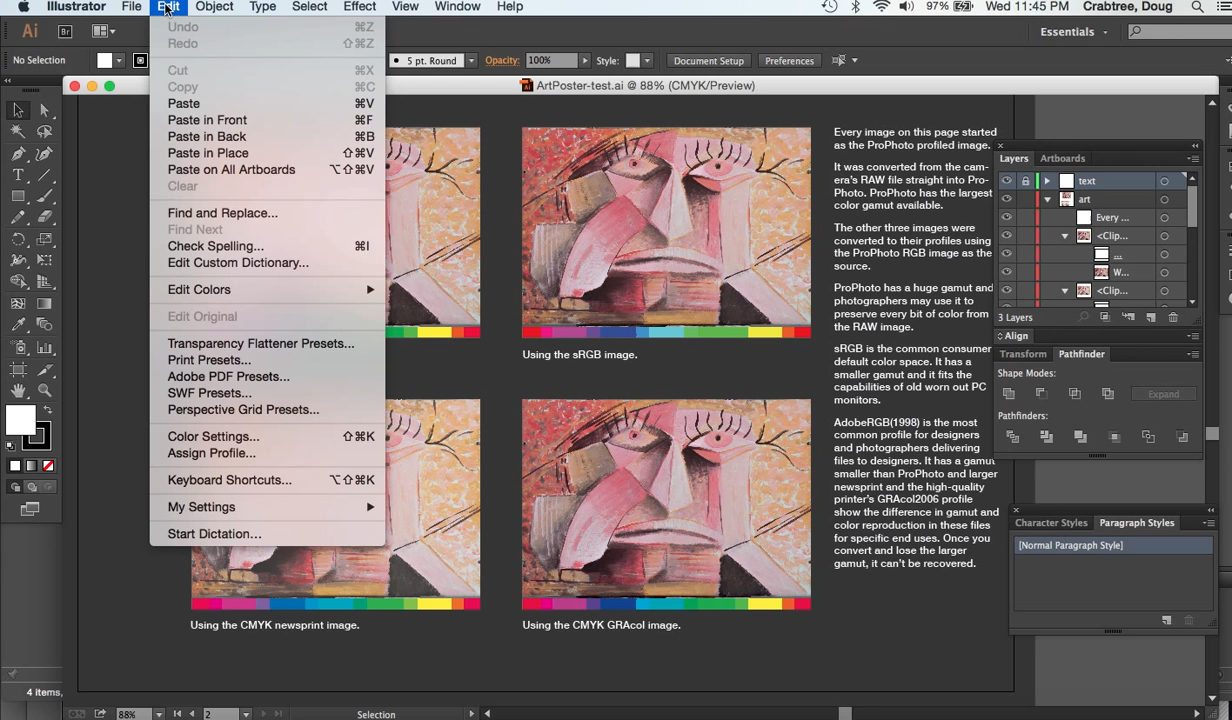 Illustrator File Edit Object Type Select Effect View Window Help 97% Wed 11:45 PM Crabtree, Doug
Ai Br Essentials
No Selection 5 pt. Round Opacity: 100% Style: Document Setup Preferences
ArtPoster-test.ai @ 88% (CMYK/Preview)
Undo ⌘Z
Redo ⇧⌘Z
Cut ⌘X
Copy ⌘C
Paste ⌘V
Paste in Front ⌘F
Paste in Back ⌘B
Paste in Place ⇧⌘V
Paste on All Artboards ⌥⇧⌘V
Clear
Find and Replace...
Find Next
Check Spelling... ⌘I
Edit Custom Dictionary...
Edit Colors
Edit Original
Transparency Flattener Presets...
Print Presets...
Adobe PDF Presets...
SWF Presets...
Perspective Grid Presets...
Color Settings... ⇧⌘K
Assign Profile...
Keyboard Shortcuts... ⌥⇧⌘K
My Settings
Start Dictation...
Using the sRGB image.
Using the CMYK newsprint image.
Using the CMYK GRAcol image.
Every image on this page started
as the ProPhoto profiled image.
It was converted from the cam-
era's RAW file straight into Pro-
Photo. ProPhoto has the largest
color gamut available.
The other three images were
converted to their profiles using
the ProPhoto RGB image as the
source.
ProPhoto has a huge gamut and
photographers may use it to
preserve every bit of color from
the RAW image.
sRGB is the common consumer
default color space. It has a
smaller gamut and it fits the
capabilities of old worn out PC
monitors.
AdobeRGB(1998) is the most
common profile for designers
and photographers delivering
files to designers. It has a gamut
smaller than ProPhoto and larger
newsprint and the high-quality
printer's GRAcol2006 profile
show the difference in gamut and
color reproduction in these files
for specific end uses. Once you
convert and lose the larger
gamut, it can't be recovered.
Layers Artboards
text
art
Every ...
<Clip...
...
W...
<Clip...
3 Layers
Align
Transform Pathfinder
Shape Modes:
Expand
Pathfinders:
Character Styles Paragraph Styles
[Normal Paragraph Style]
4 items,
88% 2 Selection